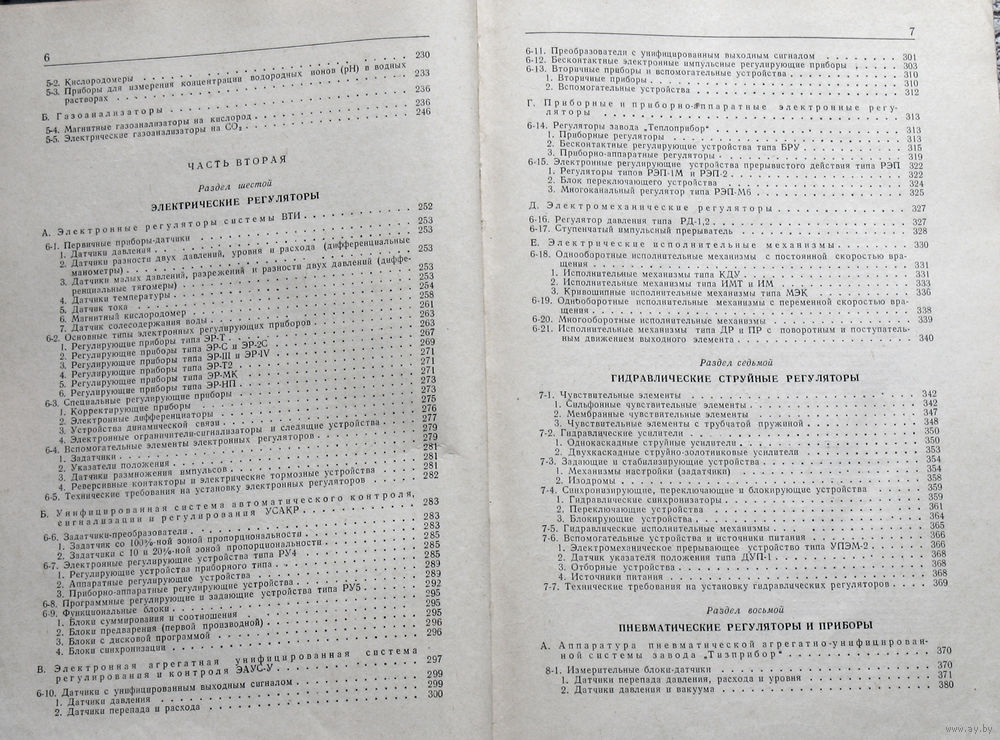 6
5-2. Кислородомеры 230
5-3. Приборы для измерения концентрации водородных ионов (pH) в водных
растворах 233
Б. Газоанализаторы 236
5-4. Магнитные газоанализаторы на кислород 236
5-5. Электрические газоанализаторы на CO₂ 246
ЧАСТЬ ВТОРАЯ
Раздел шестой
ЭЛЕКТРИЧЕСКИЕ РЕГУЛЯТОРЫ
А. Электронные регуляторы системы ВТИ 252
6-1. Первичные приборы-датчики 253
1. Датчики давления 253
2. Датчики разности двух давлений, уровня и расхода (дифференциальные
манометры) 253
3. Датчики малых давлений, разрежений и разности двух давлений (диффе-
ренциальные тягомеры) 253
4. Датчики температуры 254
5. Датчик тока 258
6. Магнитный кислородомер 261
7. Датчик солесодержания воды 263
6-2. Основные типы электронных регулирующих приборов 263
1. Регулирующие приборы типа ЭР-Т 267
2. Регулирующие приборы типа ЭР-С и ЭР-2С 269
3. Регулирующие приборы типа ЭР-III и ЭР-IV 271
4. Регулирующие приборы типа ЭР-Т2 271
5. Регулирующие приборы типа ЭР-МК 271
6. Регулирующие приборы типа ЭР-НП 273
6-3. Специальные регулирующие приборы 273
1. Корректирующие приборы 275
2. Электронные дифференциаторы 276
3. Устройства динамической связи 277
4. Электронные ограничители-сигнализаторы и следящие устройства 279
6-4. Вспомогательные элементы электронных регуляторов 279
1. Задатчики 281
2. Указатели положения 281
3. Датчики размножения импульсов 281
4. Реверсивные контакторы и электрические тормозные устройства 281
6-5. Технические требования на установку электронных регуляторов 282
Б. Унифицированная система автоматического контроля,
сигнализации и регулирования УСАКР 283
6-6. Задатчики-преобразователи 283
1. Задатчик со 100%-ной зоной пропорциональности 283
2. Задатчик с 10 и 20%-ной зоной пропорциональности 285
6-7. Электронные регулирующие устройства типа РУ4 285
1. Регулирующие устройства приборного типа 289
2. Аппаратные регулирующие устройства 289
3. Приборно-аппаратные регулирующие устройства 292
6-8. Программные регулирующие и задающие устройства типа РУ5 295
6-9. Функциональные блоки 295
1. Блоки суммирования и соотношения 295
2. Блоки предварения (первой производной) 296
3. Блоки с дисковой программой 296
4. Блоки синхронизации
В. Электронная агрегатная унифицированная система
регулирования и контроля ЭАУС-У 297
6-10. Датчики с унифицированным выходным сигналом 299
1. Датчики давления 299
2. Датчики перепада и расхода 300
7
6-11. Преобразователи с унифицированным выходным сигналом 301
6-12. Бесконтактные электронные импульсные регулирующие приборы 303
6-13. Вторичные приборы и вспомогательные устройства 310
1. Вторичные приборы 310
2. Вспомогательные устройства 312
Г. Приборные и приборно-аппаратные электронные регу-
ляторы 313
6-14. Регуляторы завода „Теплоприбор“ 313
1. Приборные регуляторы 313
2. Бесконтактные регулирующие устройства типа БРУ 315
3. Приборно-аппаратные регуляторы 319
6-15. Электронные регулирующие устройства прерывистого действия типа РЭП 322
1. Регуляторы типов РЭП-1М и РЭП-2 322
2. Блок переключающего устройства 324
3. Многоканальный регулятор типа РЭП-М6 325
Д. Электромеханические регуляторы 327
6-16. Регулятор давления типа РД-1,2 327
6-17. Ступенчатый импульсный прерыватель 328
Е. Электрические исполнительные механизмы 330
6-18. Однооборотные исполнительные механизмы с постоянной скоростью вра-
щения 331
1. Исполнительные механизмы типа КДУ 331
2. Исполнительные механизмы типа ИМТ и ИМ 333
3. Кривошипные исполнительные механизмы типа МЭК 336
6-19. Однооборотные исполнительные механизмы с переменной скоростью вра-
щения 338
6-20. Многооборотные исполнительные механизмы 339
6-21. Исполнительные механизмы типа ДР и ПР с поворотным и поступатель-
ным движением выходного элемента 340
Раздел седьмой
ГИДРАВЛИЧЕСКИЕ СТРУЙНЫЕ РЕГУЛЯТОРЫ
7-1. Чувствительные элементы 342
1. Сильфонные чувствительные элементы 342
2. Мембранные чувствительные элементы 347
3. Чувствительные элементы с трубчатой пружиной 348
7-2. Гидравлические усилители 350
1. Однокаскадные струйные усилители 350
2. Двухкаскадные струйно-золотниковые усилители 353
7-3. Задающие и стабилизирующие устройства 354
1. Механизмы настройки (задатчики) 354
2. Изодромы 358
7-4. Синхронизирующие, переключающие и блокирующие устройства 359
1. Гидравлические синхронизаторы 359
2. Переключающие устройства 361
3. Блокирующие устройства 364
7-5. Гидравлические исполнительные механизмы 365
7-6. Вспомогательные устройства и источники питания 366
1. Электромеханическое прерывающее устройство типа УПЭМ-2 366
2. Датчик указателя положения типа ДУП-1 368
3. Отборные устройства 368
4. Источники питания 368
7-7. Технические требования на установку гидравлических регуляторов 369
Раздел восьмой
ПНЕВМАТИЧЕСКИЕ РЕГУЛЯТОРЫ И ПРИБОРЫ
А. Аппаратура пневматической агрегатно-унифицирован-
ной системы завода „Тизприбор“ 370
8-1. Измерительные блоки-датчики 370
1. Датчики перепада давления, расхода и уровня 371
2. Датчики давления и вакуума 380
www.ay.by